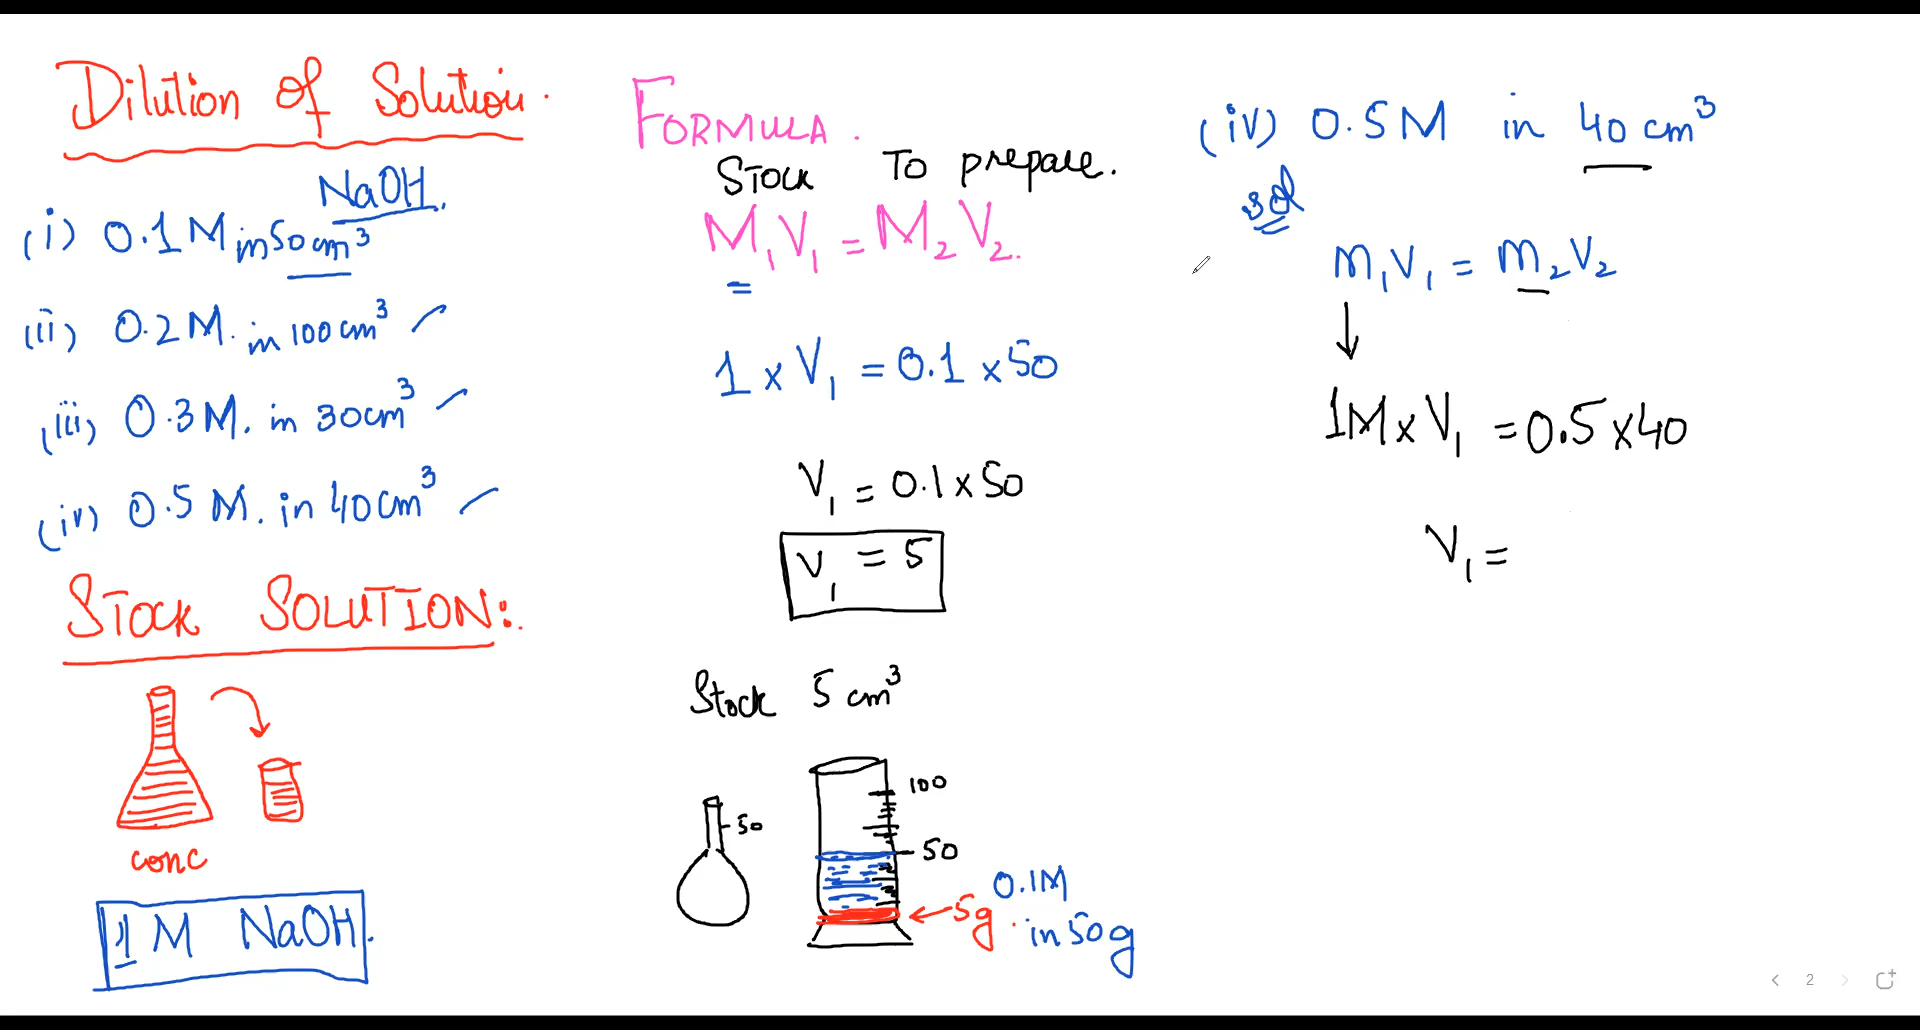 Dilution of Solution.
NaOH.
(i) 0.1 M in 50 cm³
(ii) 0.2 M. in 100 cm³
(iii) 0.3 M. in 30 cm³
(iv) 0.5 M. in 40 cm³
STOCK SOLUTION:.
conc
1 M NaOH.
FORMULA.
STOCK TO prepare.
M₁V₁ = M₂V₂.
=
1 × V₁ = 0.1 × 50
V₁ = 0.1 × 50
V₁ = 5
Stock 5 cm³
100
50
50
0.1M
5g. in 50g
(iv) 0.5 M in 40 cm³
sol
M₁V₁ = M₂V₂
1M × V₁ = 0.5 × 40
V₁ =
2